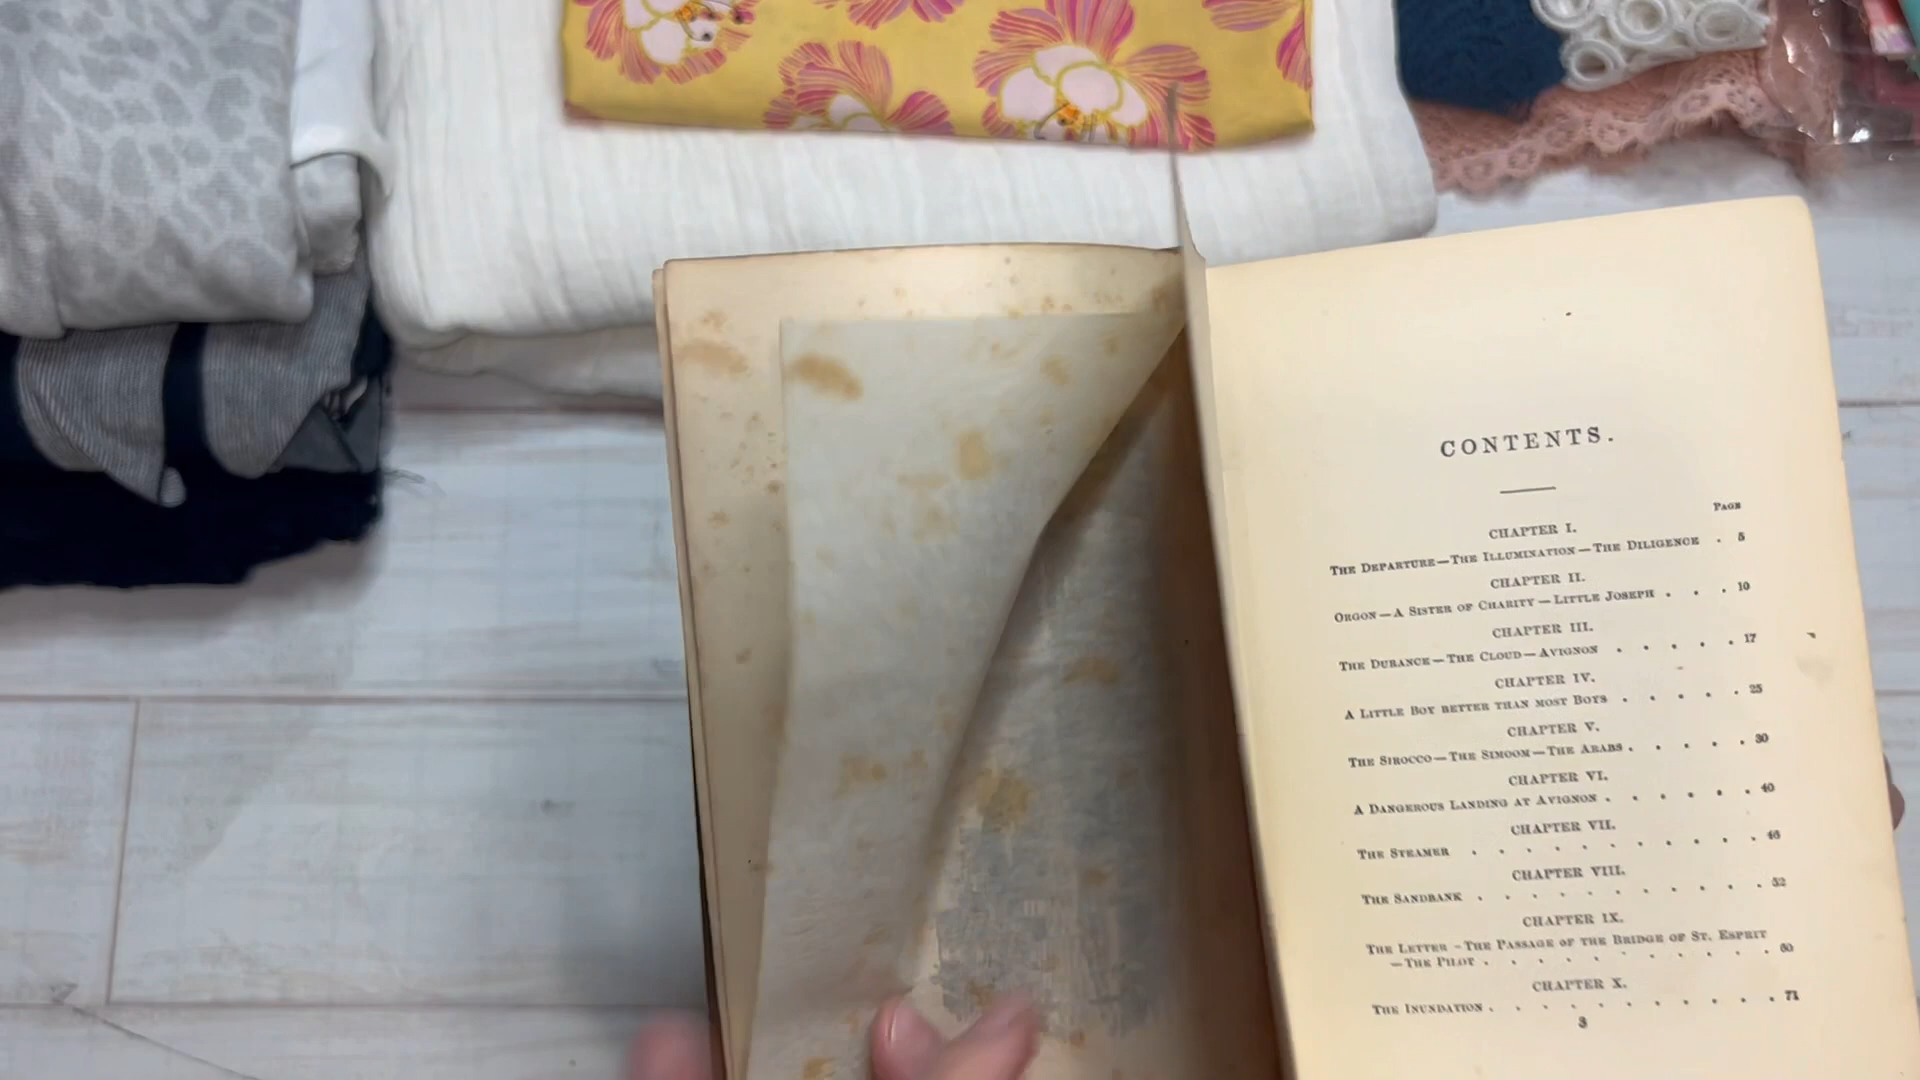 CONTENTS.
PAGE
CHAPTER I.
THE DEPARTURE—THE ILLUMINATION—THE DILIGENCE . 5
CHAPTER II.
ORGON—A SISTER OF CHARITY—LITTLE JOSEPH . . . 10
CHAPTER III.
THE DURANCE—THE CLOUD—AVIGNON . . . . . 17
CHAPTER IV.
A LITTLE BOY BETTER THAN MOST BOYS . . . . . 25
CHAPTER V.
THE SIROCCO—THE SIMOOM—THE ARABS . . . . . 30
CHAPTER VI.
A DANGEROUS LANDING AT AVIGNON . . . . . . 40
CHAPTER VII.
THE STEAMER . . . . . . . . . . . 46
CHAPTER VIII.
THE SANDBANK . . . . . . . . . . . 52
CHAPTER IX.
THE LETTER -THE PASSAGE OF THE BRIDGE OF ST. ESPRIT
—THE PILOT . . . . . . . . . . . 60
CHAPTER X.
THE INUNDATION . . . . . . . . . . . 71
3